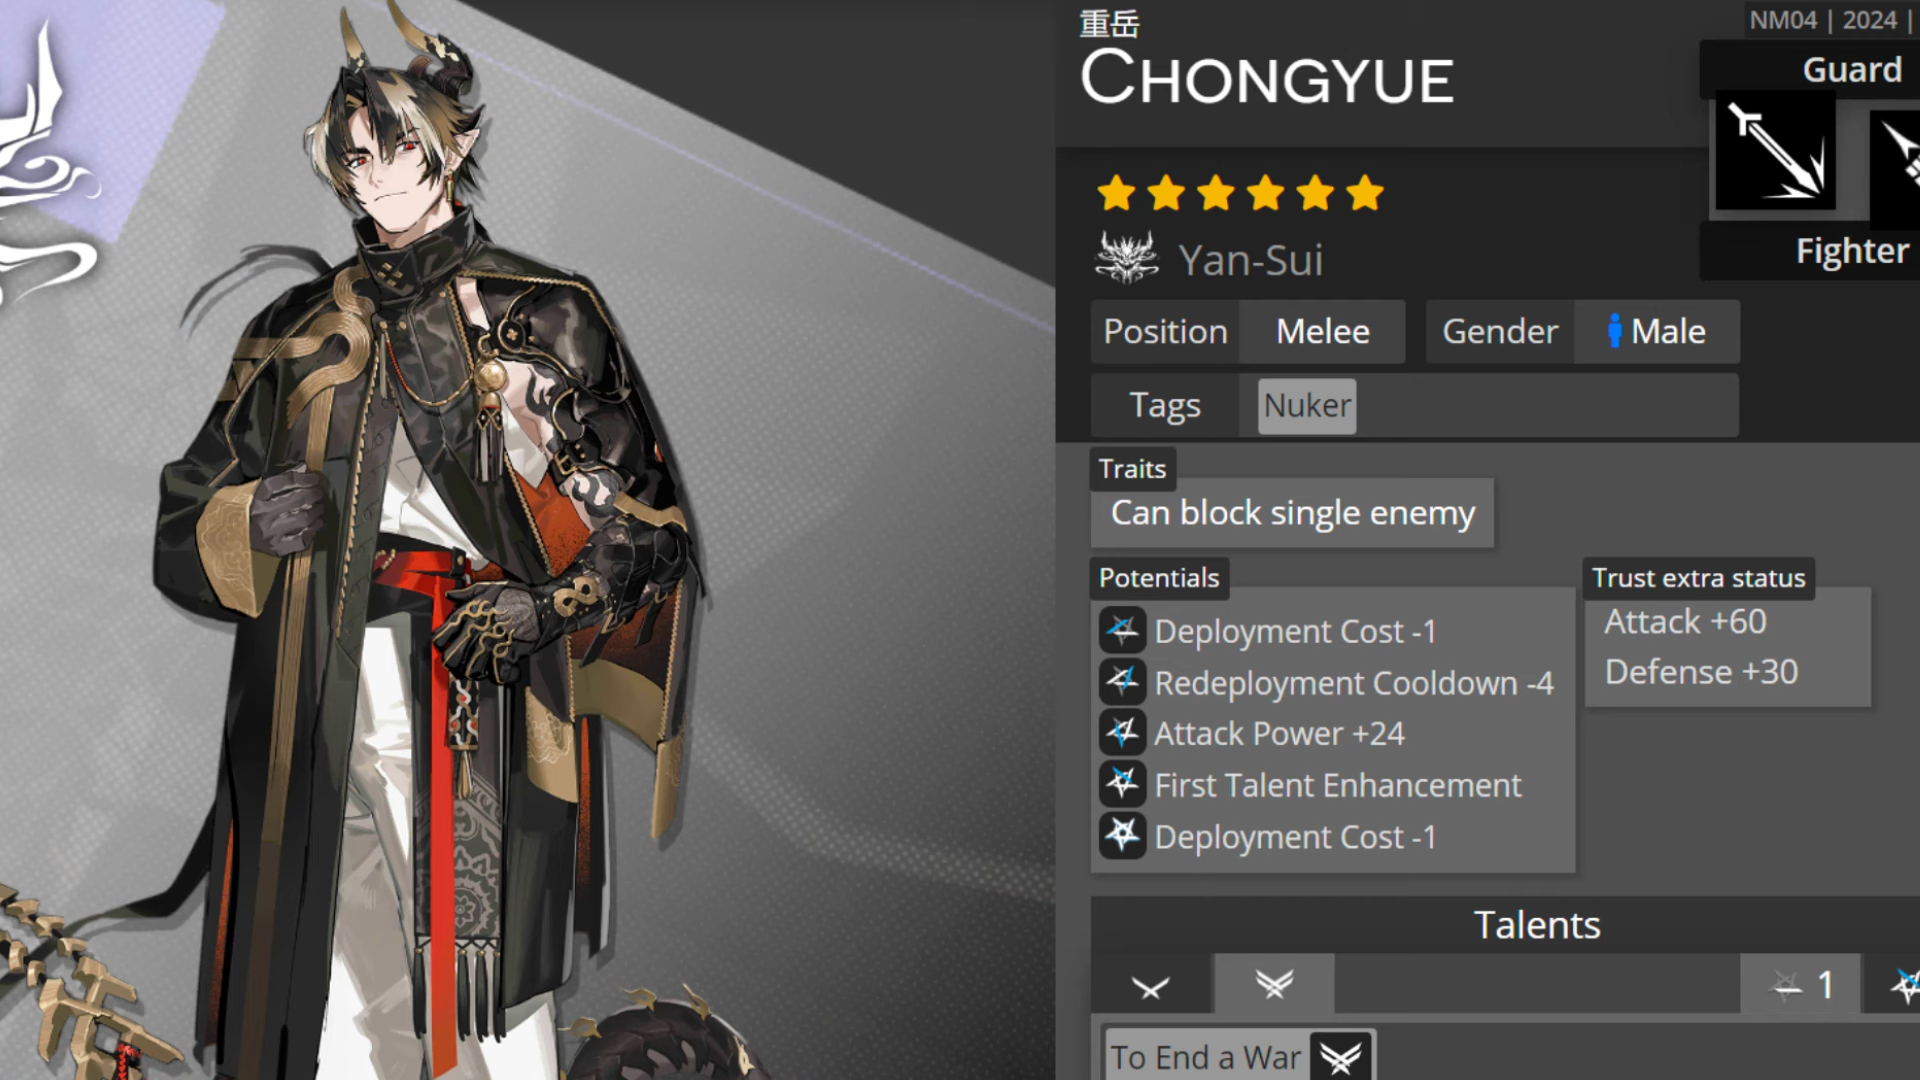 重岳
CHONGYUE
NM04 | 2024 |
Guard
Fighter
Yan-Sui
Position Melee Gender Male
Tags Nuker
Traits
Can block single enemy
Potentials
Deployment Cost -1
Redeployment Cooldown -4
Attack Power +24
First Talent Enhancement
Deployment Cost -1
Trust extra status
Attack +60
Defense +30
Talents
1
To End a War